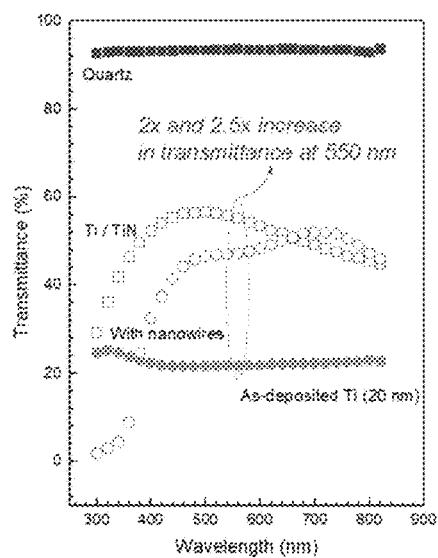 100
80
60
40
20
0
Transmittance (%)
Quartz
2x and 2.5x increase
in transmittance at 550 nm
Ti / TiN
With nanowires
As-deposited Ti (20 nm)
300 400 500 600 700 800 900
Wavelength (nm)